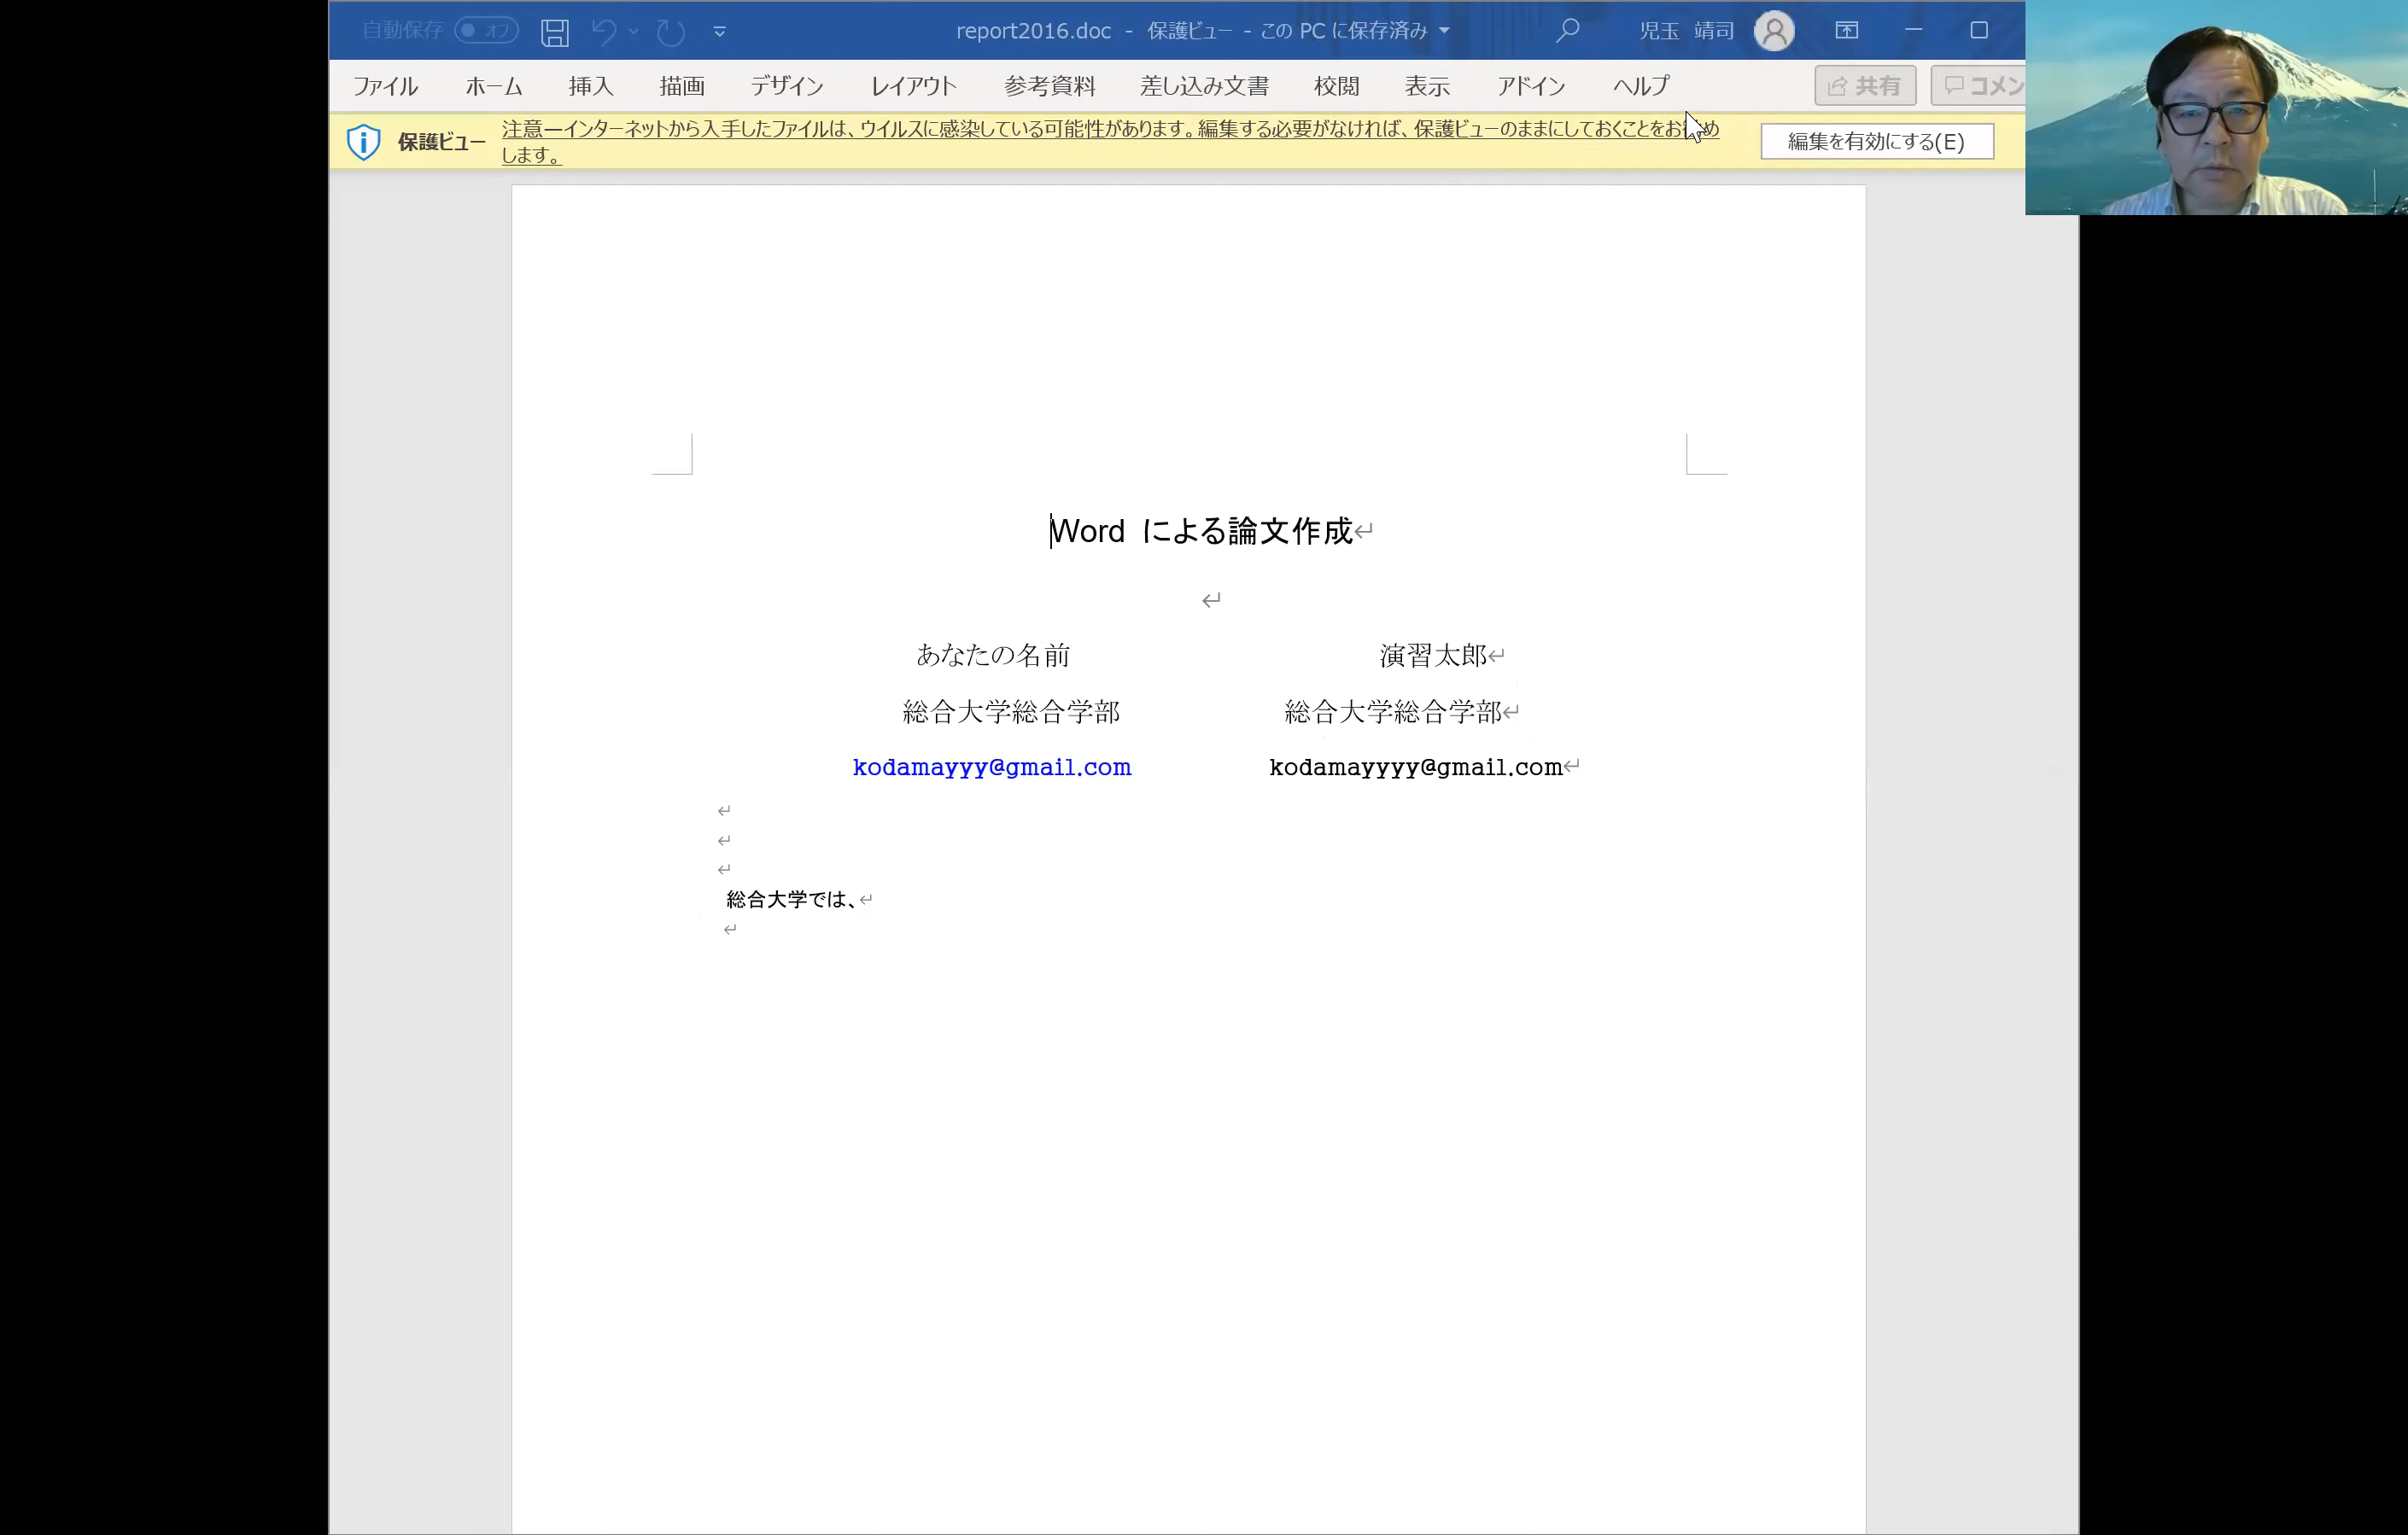 自動保存 オフ report2016.doc - 保護ビュー - この PC に保存済み 児玉 靖司
ファイル ホーム 挿入 描画 デザイン レイアウト 参考資料 差し込み文書 校閲 表示 アドイン ヘルプ 共有 コメン
保護ビュー 注意—インターネットから入手したファイルは、ウイルスに感染している可能性があります。編集する必要がなければ、保護ビューのままにしておくことをお勧め
します。
編集を有効にする(E)
Word による論文作成
あなたの名前 演習太郎
総合大学総合学部 総合大学総合学部
kodamayyy@gmail.com kodamayyyy@gmail.com
総合大学では、